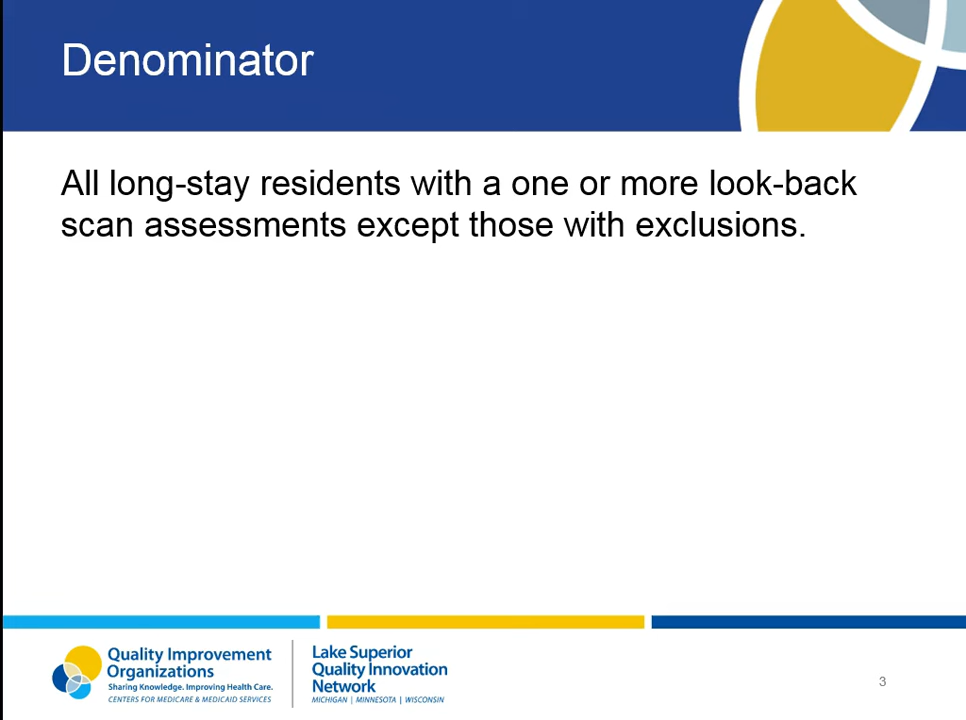 Denominator
All long-stay residents with a one or more look-back
scan assessments except those with exclusions.
Quality Improvement
Organizations
Sharing Knowledge. Improving Health Care.
CENTERS FOR MEDICARE & MEDICAID SERVICES
Lake Superior
Quality Innovation
Network
MICHIGAN | MINNESOTA | WISCONSIN
3